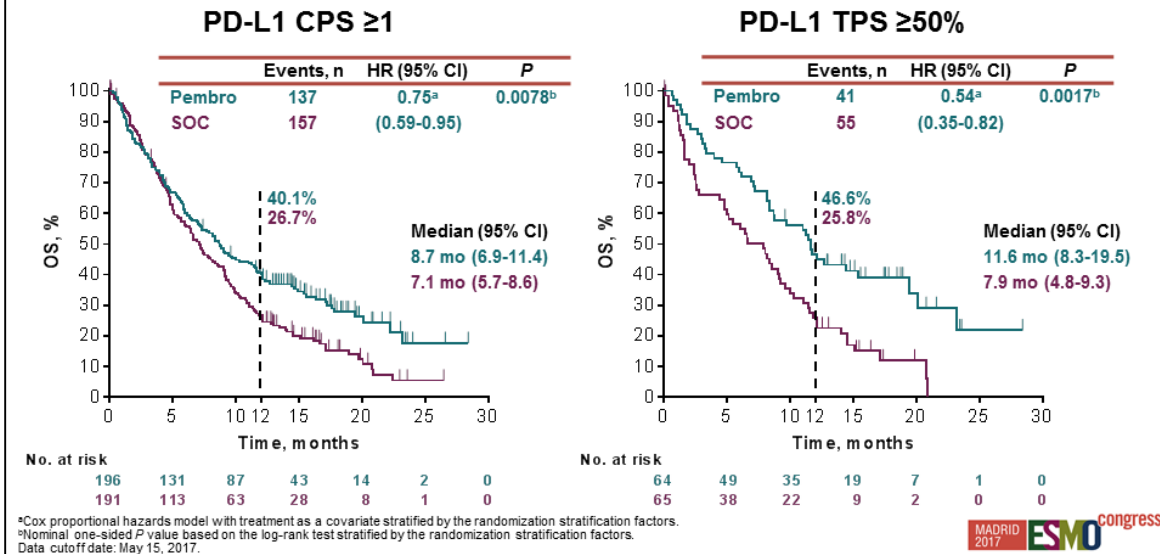 PD-L1 CPS ≥1
Events, n HR (95% CI) P
Pembro 137 0.75ᵃ 0.0078ᵇ
SOC 157 (0.59-0.95)
100
90
80
70
60
50
40
30
20
10
0
OS, %
40.1%
26.7%
Median (95% CI)
8.7 mo (6.9-11.4)
7.1 mo (5.7-8.6)
0 5 10 12 15 20 25 30
Time, months
No. at risk
196 131 87 43 14 2 0
191 113 63 28 8 1 0
PD-L1 TPS ≥50%
Events, n HR (95% CI) P
Pembro 41 0.54ᵃ 0.0017ᵇ
SOC 55 (0.35-0.82)
100
90
80
70
60
50
40
30
20
10
0
OS, %
46.6%
25.8%
Median (95% CI)
11.6 mo (8.3-19.5)
7.9 mo (4.8-9.3)
0 5 10 12 15 20 25 30
Time, months
No. at risk
64 49 35 19 7 1 0
65 38 22 9 2 0 0
ᵃCox proportional hazards model with treatment as a covariate stratified by the randomization stratification factors.
ᵇNominal one-sided P value based on the log-rank test stratified by the randomization stratification factors.
Data cutoff date: May 15, 2017.
MADRID
2017
ESMO congress